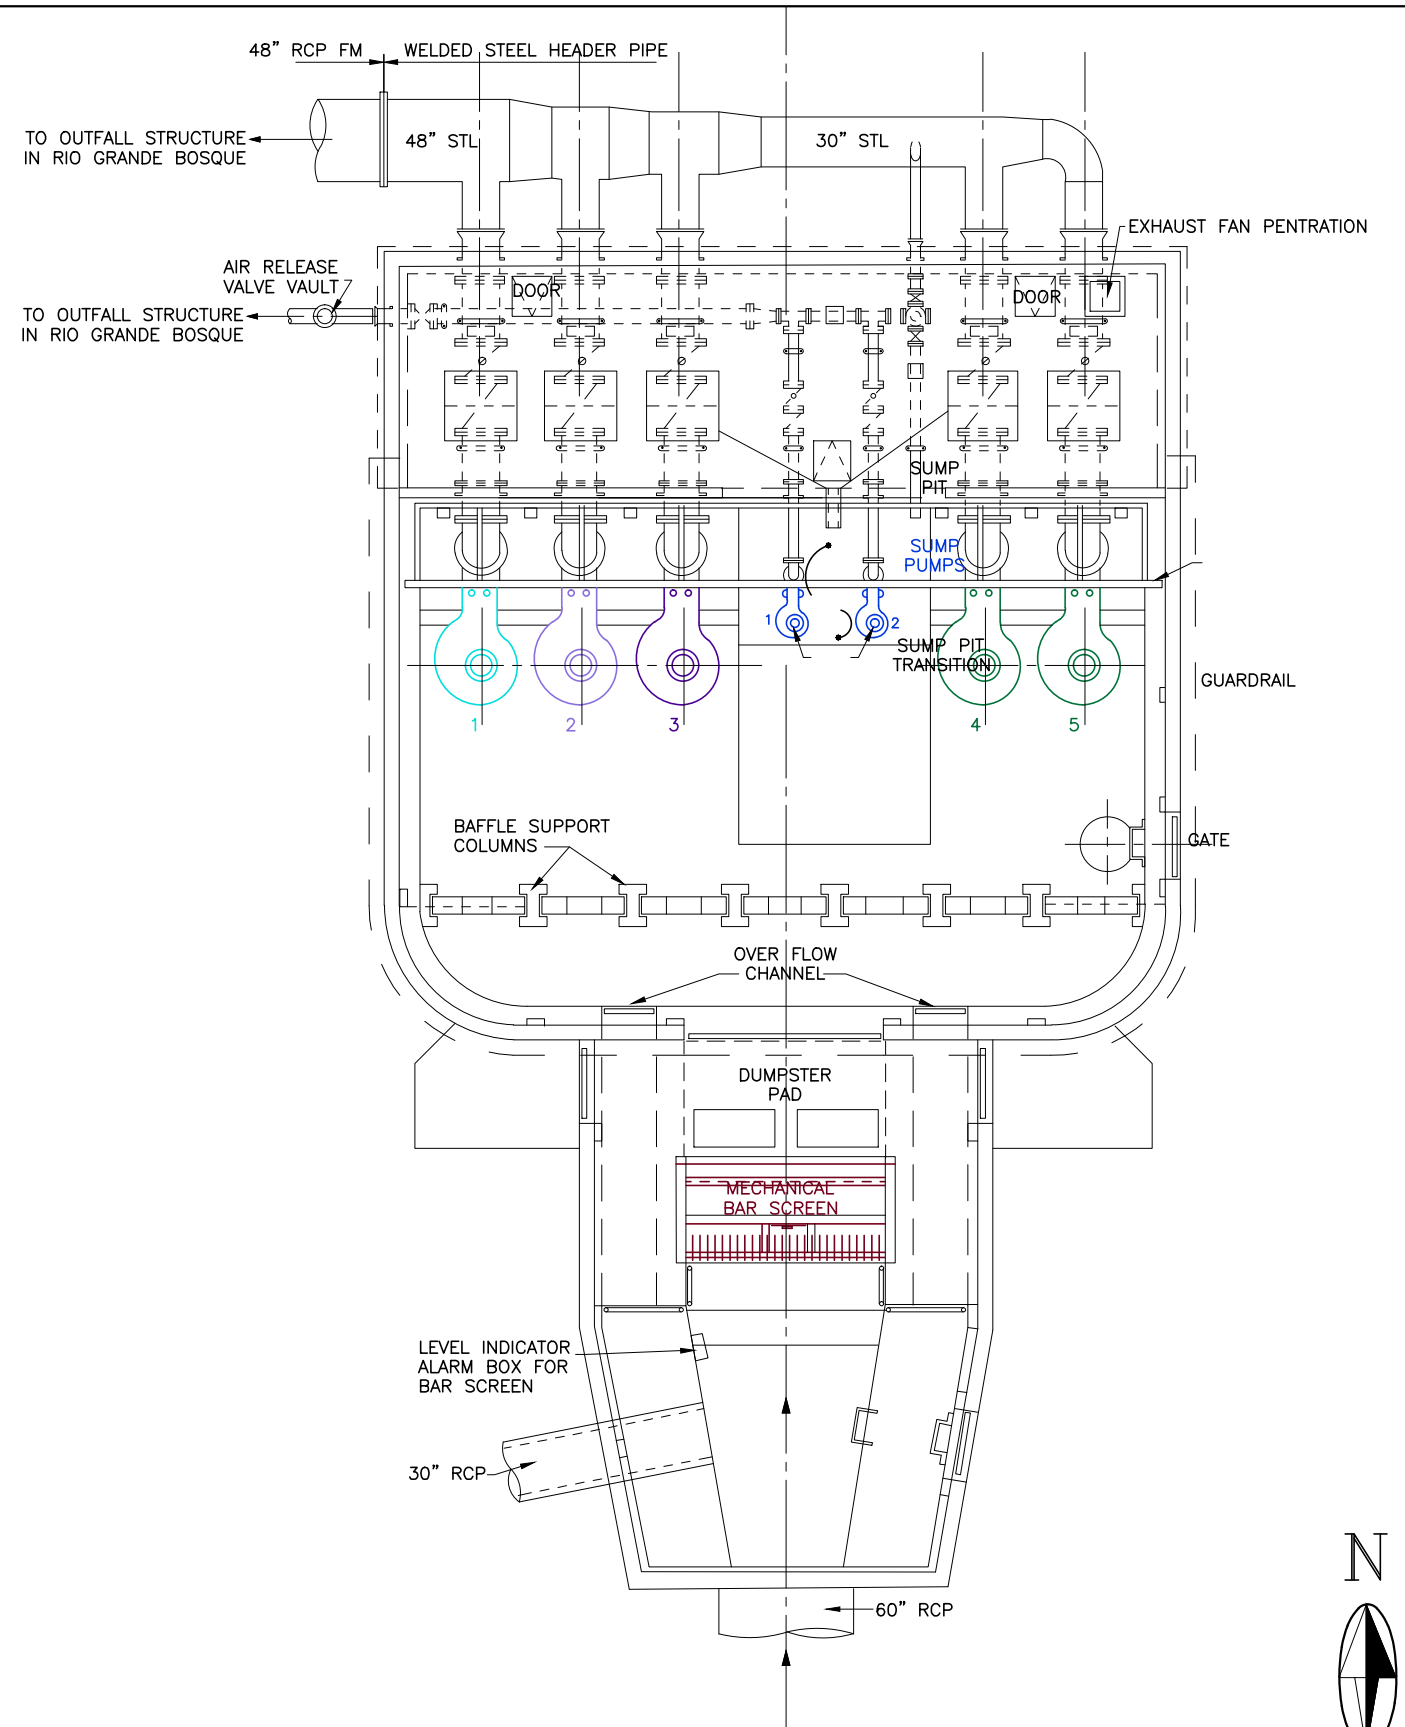 48” RCP FM
WELDED STEEL HEADER PIPE
TO OUTFALL STRUCTURE
IN RIO GRANDE BOSQUE
48” STL
30” STL
EXHAUST FAN PENTRATION
AIR RELEASE
VALVE VAULT
DOOR
DOOR
TO OUTFALL STRUCTURE
IN RIO GRANDE BOSQUE
SUMP
PIT
SUMP
PUMPS
1
2
SUMP PIT
TRANSITION
GUARDRAIL
1
2
3
4
5
BAFFLE SUPPORT
COLUMNS
GATE
OVER FLOW
CHANNEL
DUMPSTER
PAD
MECHANICAL
BAR SCREEN
LEVEL INDICATOR
ALARM BOX FOR
BAR SCREEN
30” RCP
60” RCP
N